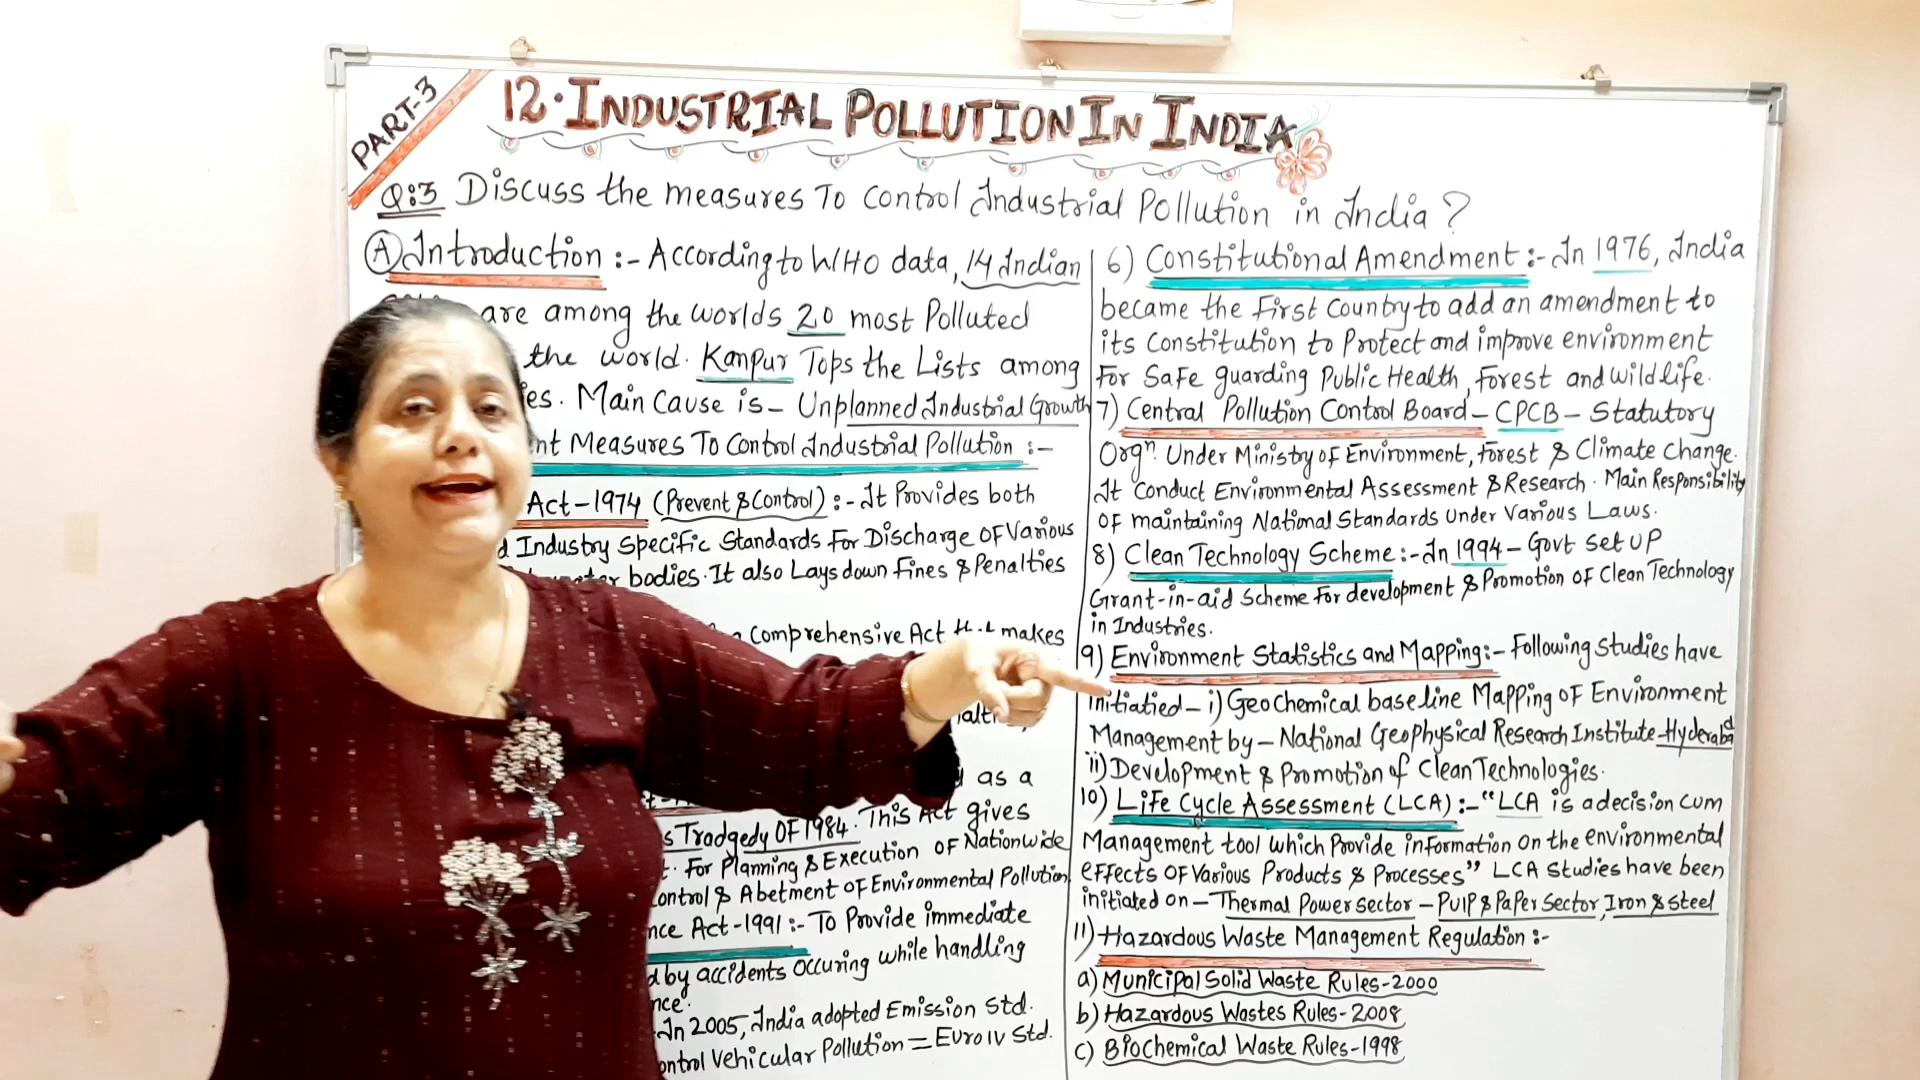 PART-3
12. INDUSTRIAL POLLUTION IN INDIA
Q:3 Discuss the measures To control Industrial Pollution in India?
(A) Introduction :- According to WHO data, 14 Indian
are among the worlds 20 most Polluted
the world. Kanpur Tops the Lists among
es. Main Cause is - Unplanned Industrial Growth
nt Measures To Control Industrial Pollution :-
Act-1974 (Prevent & Control) :- It Provides both
d Industry Specific Standards For Discharge Of Various
bodies. It also Lays down Fines & Penalties
comprehensive Act that makes
as a
s Tradgedy OF 1984. This Act gives
t. For Planning & Execution OF Nationwide
ontrol & Abetment OF Environmental Pollution
nce Act-1991 :- To Provide immediate
d by accidents Occuring while handling
nce.
- In 2005, India adopted Emission Std.
ontrol Vehicular Pollution = Euro IV Std.
6) Constitutional Amendment :- In 1976, India
became the First Country to add an amendment to
its Constitution to Protect and improve environment
For Safe guarding Public Health, Forest and wild life.
7) Central Pollution Control Board - CPCB - Statutory
Orgn. Under Ministry OF Environment, Forest & Climate Change.
It Conduct Environmental Assessment & Research. Main Responsibility
OF maintaining National Standards under Various Laws.
8) Clean Technology Scheme :- In 1994 - Govt set UP
Grant-in-aid Scheme For development & Promotion OF Clean Technology
in Industries.
9) Environment Statistics and Mapping :- Following Studies have
initiatied - i) Geochemical baseline Mapping OF Environment
Management by - National Geophysical Research Institute - Hyderabad
ii) Development & Promotion of Clean Technologies.
10) Life Cycle Assessment (LCA) :- "LCA is a decision cum
Management tool which Provide information On the environmental
effects OF Various Products & Processes" LCA Studies have been
initiated on - Thermal Power sector - Pulp & Paper Sector, Iron & steel
11) Hazardous Waste Management Regulation :-
a) Municipal Solid Waste Rules-2000
b) Hazardous Wastes Rules-2008
c) Biochemical Waste Rules-1998